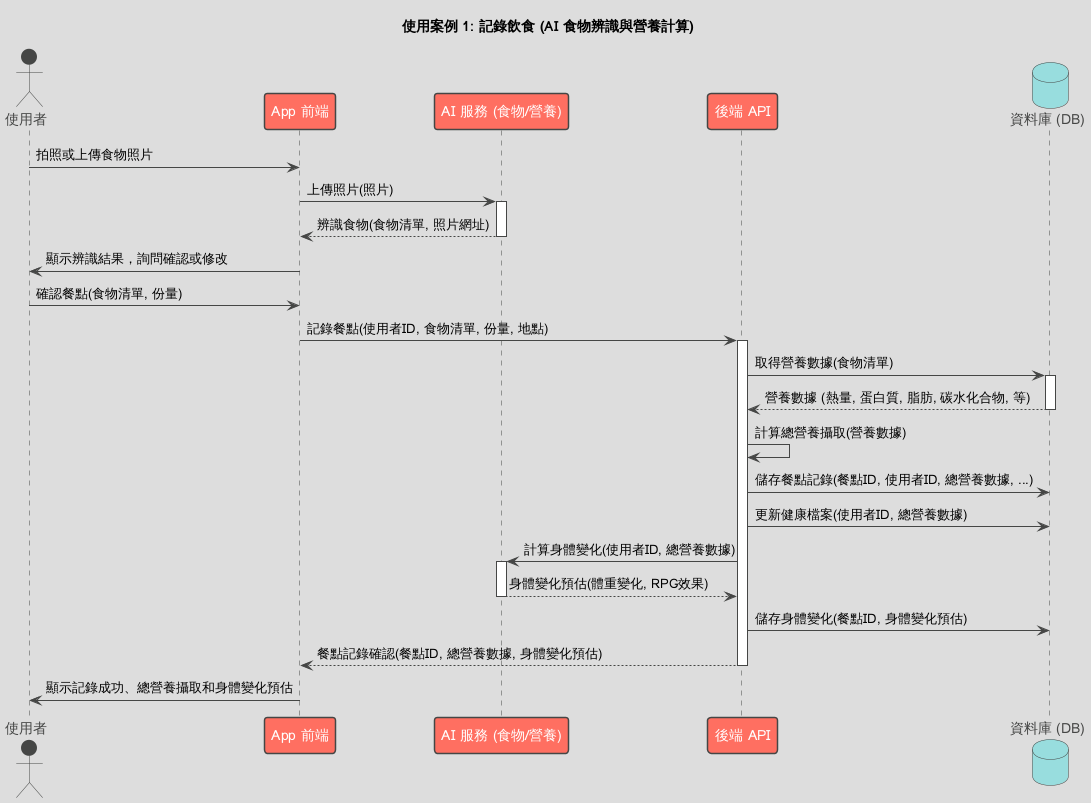 使用案例 1: 記錄飲食 (AI 食物辨識與營養計算)
使用者
App 前端
AI 服務 (食物/營養)
後端 API
資料庫 (DB)
拍照或上傳食物照片
上傳照片(照片)
辨識食物(食物清單, 照片網址)
顯示辨識結果，詢問確認或修改
確認餐點(食物清單, 份量)
記錄餐點(使用者ID, 食物清單, 份量, 地點)
取得營養數據(食物清單)
營養數據 (熱量, 蛋白質, 脂肪, 碳水化合物, 等)
計算總營養攝取(營養數據)
儲存餐點記錄(餐點ID, 使用者ID, 總營養數據, ...)
更新健康檔案(使用者ID, 總營養數據)
計算身體變化(使用者ID, 總營養數據)
身體變化預估(體重變化, RPG效果)
儲存身體變化(餐點ID, 身體變化預估)
餐點記錄確認(餐點ID, 總營養數據, 身體變化預估)
顯示記錄成功、總營養攝取和身體變化預估
使用者
App 前端
AI 服務 (食物/營養)
後端 API
資料庫 (DB)